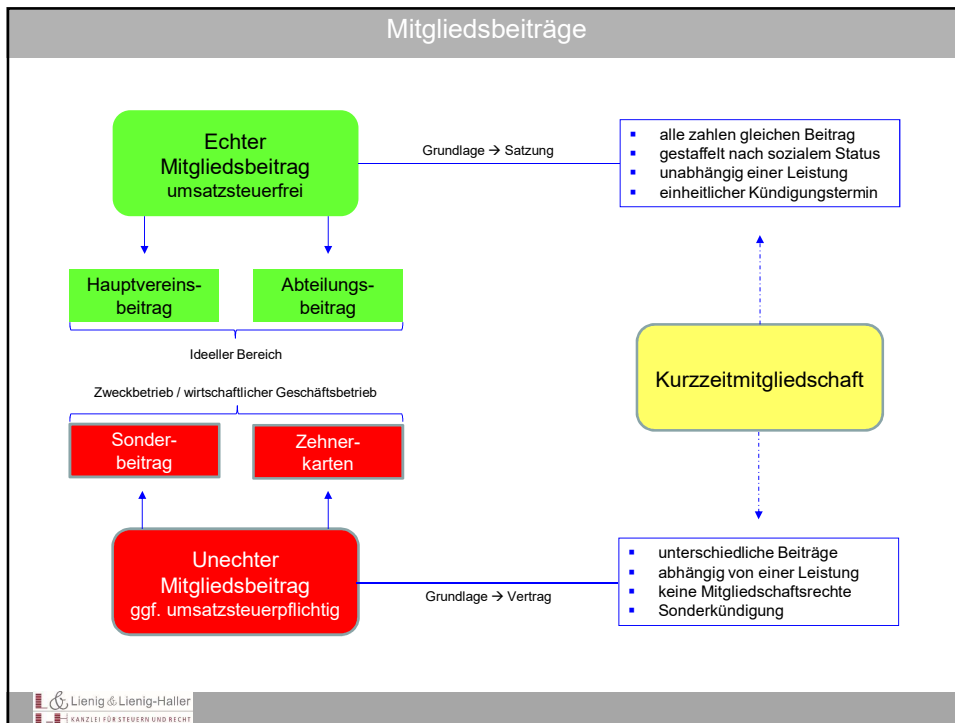 Mitgliedsbeiträge
Echter
Mitgliedsbeitrag
umsatzsteuerfrei
Grundlage → Satzung
▪ alle zahlen gleichen Beitrag
▪ gestaffelt nach sozialem Status
▪ unabhängig einer Leistung
▪ einheitlicher Kündigungstermin
Hauptvereins-
beitrag
Abteilungs-
beitrag
Ideeller Bereich
Kurzzeitmitgliedschaft
Zweckbetrieb / wirtschaftlicher Geschäftsbetrieb
Sonder-
beitrag
Zehner-
karten
Unechter
Mitgliedsbeitrag
ggf. umsatzsteuerpflichtig
Grundlage → Vertrag
▪ unterschiedliche Beiträge
▪ abhängig von einer Leistung
▪ keine Mitgliedschaftsrechte
▪ Sonderkündigung
L & L H
Lienig & Lienig-Haller
KANZLEI FÜR STEUERN UND RECHT